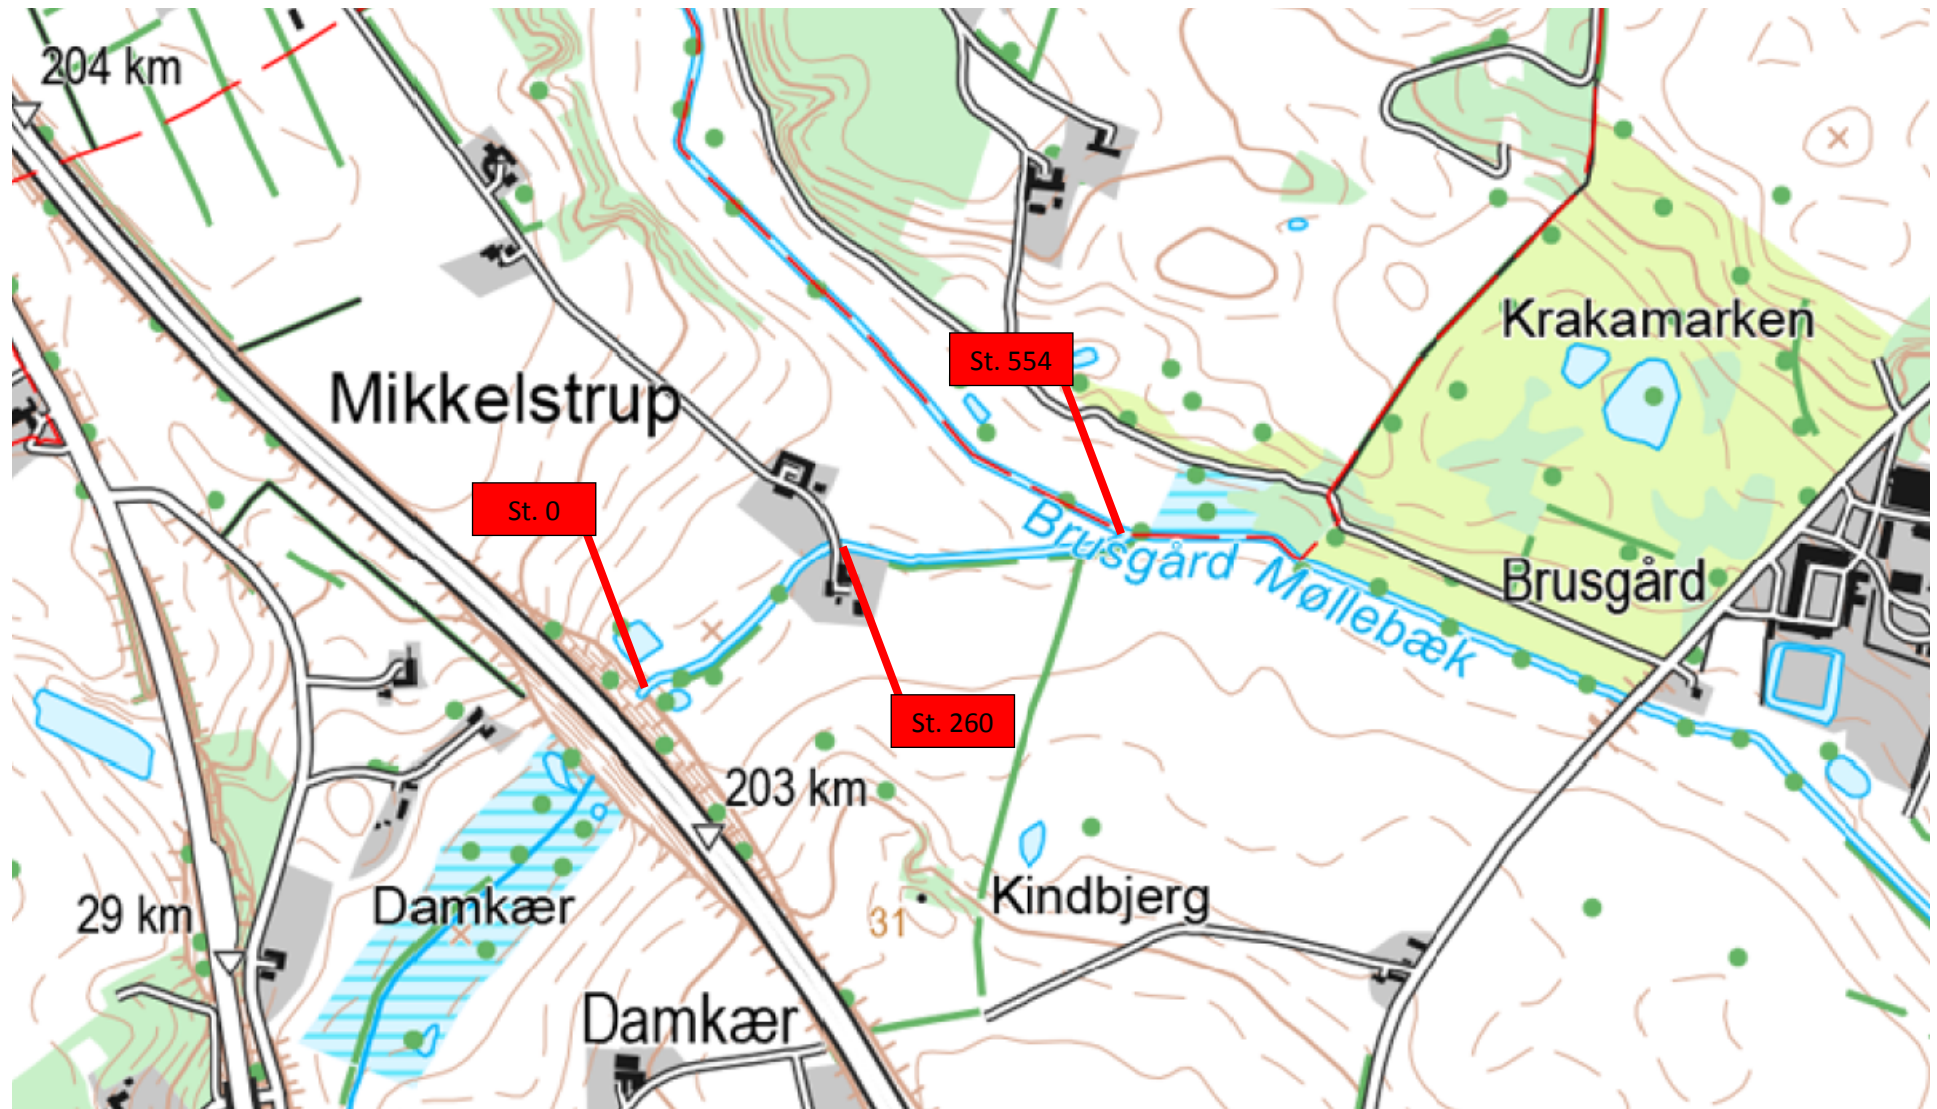 204 km
Krakamarken
St. 554
Mikkelstrup
St. 0
Brusgård Møllebæk
Brusgård
St. 260
203 km
Damkær
Kindbjerg
29 km
31
Damkær